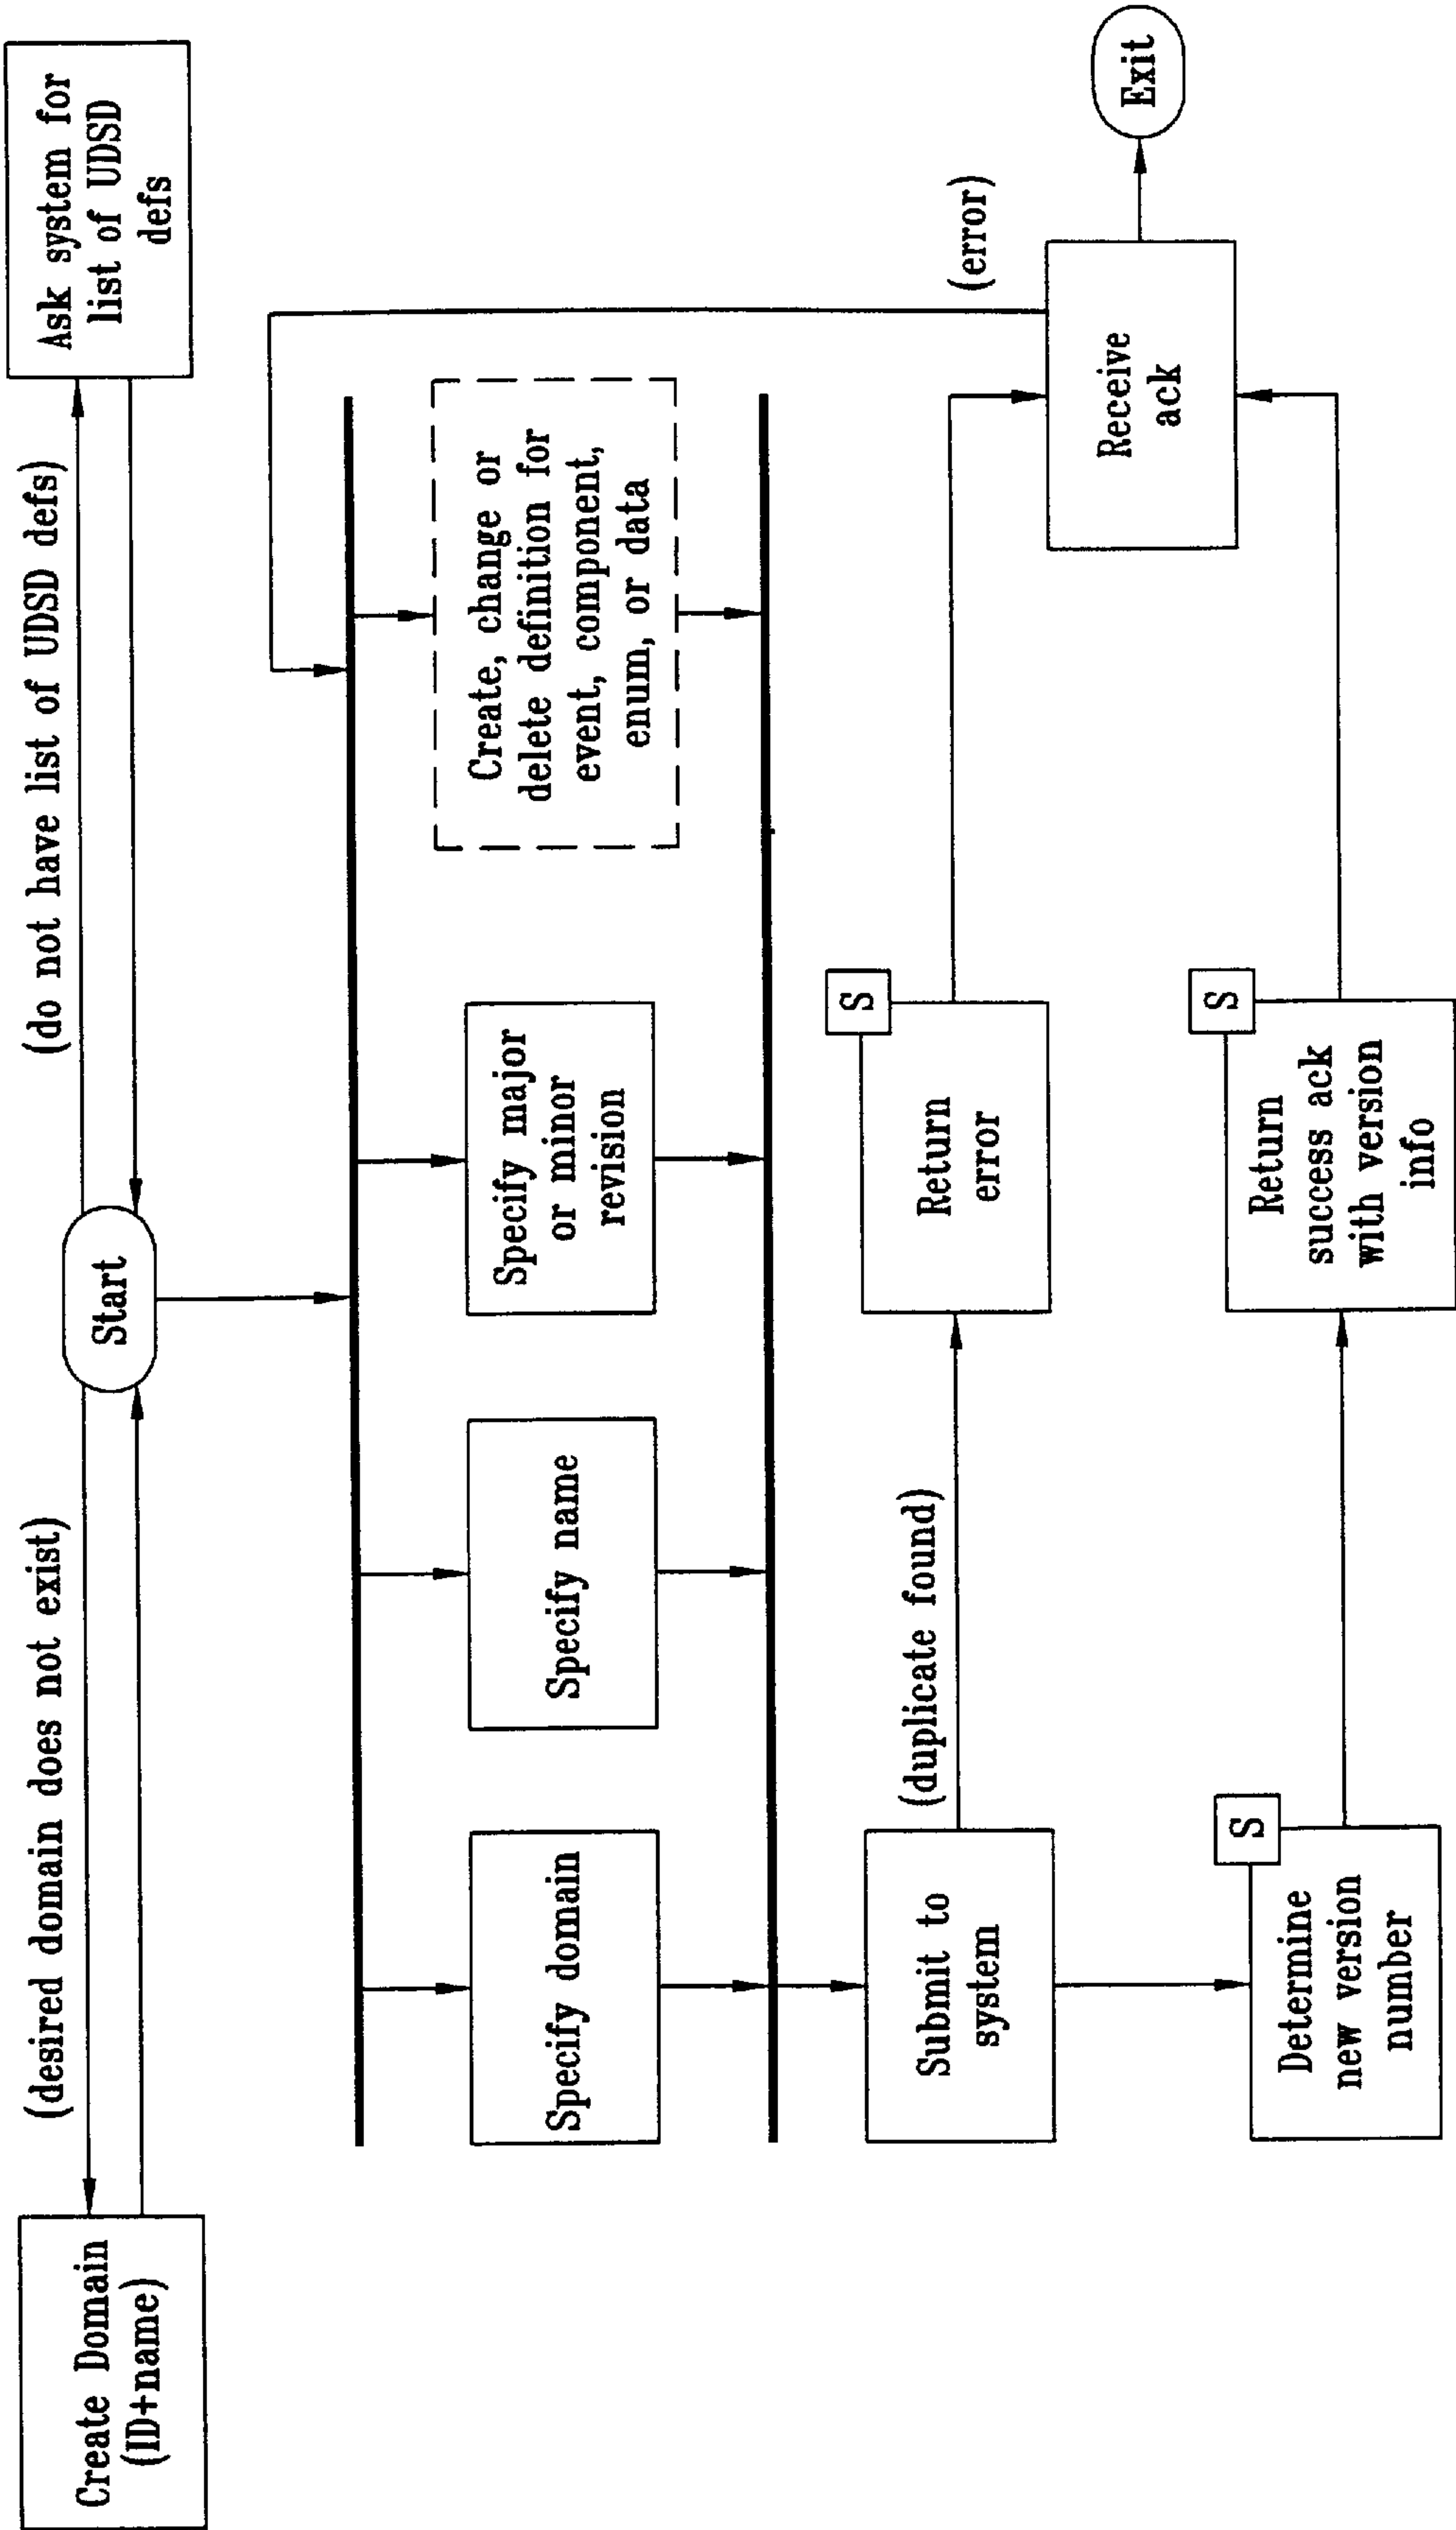 (desired domain does not exist)
(do not have list of UDSD defs)
Create Domain
(ID+name)
Start
Ask system for
list of UDSD
defs
Specify domain
Specify name
Specify major
or minor
revision
Create, change or
delete definition for
event, component,
enum, or data
Submit to
system
(duplicate found)
S
Return
error
(error)
Receive
ack
Exit
S
Determine
new version
number
S
Return
success ack
with version
info